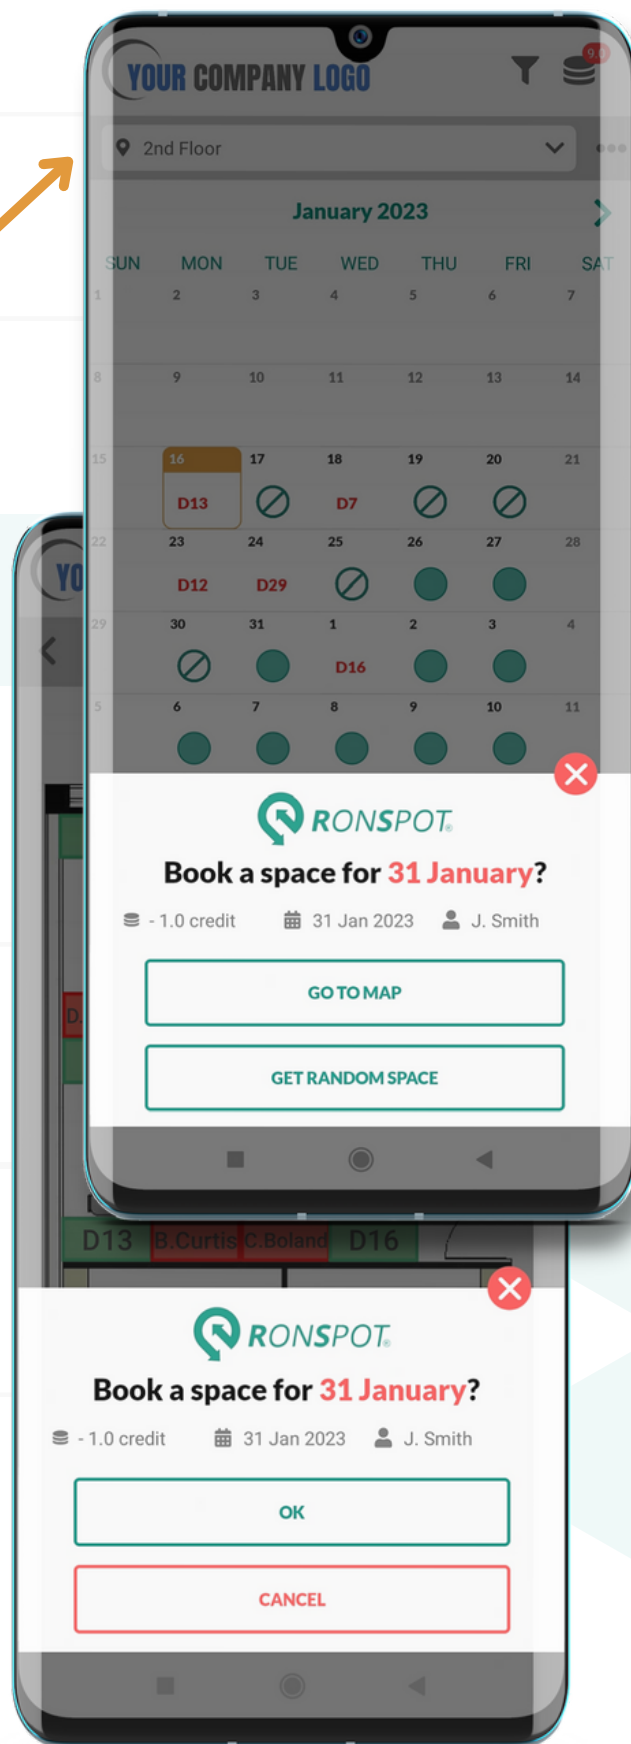 YOUR COMPANY LOGO
9.0
2nd Floor
January 2023
SUN MON TUE WED THU FRI SAT
1 2 3 4 5 6 7
8 9 10 11 12 13 14
15 16 17 18 19 20 21
D13 D7
22 23 24 25 26 27 28
D12 D29
29 30 31 1 2 3 4
D16
5 6 7 8 9 10 11
RONSPOT®
Book a space for 31 January?
- 1.0 credit 31 Jan 2023 J. Smith
GO TO MAP
GET RANDOM SPACE
YO
D.
D13 B.Curtis C.Boland D16
RONSPOT®
Book a space for 31 January?
- 1.0 credit 31 Jan 2023 J. Smith
OK
CANCEL